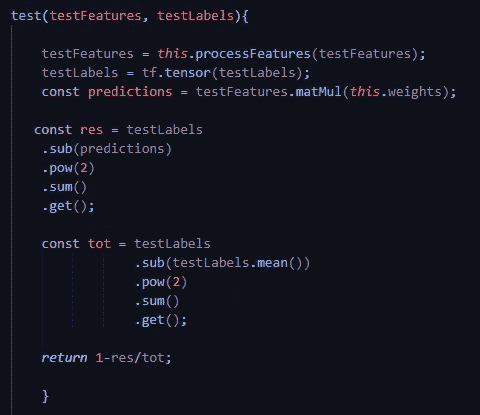 test(testFeatures, testLabels){
testFeatures = this.processFeatures(testFeatures);
testLabels = tf.tensor(testLabels);
const predictions = testFeatures.matMul(this.weights);
const res = testLabels
.sub(predictions)
.pow(2)
.sum()
.get();
const tot = testLabels
.sub(testLabels.mean())
.pow(2)
.sum()
.get();
return 1-res/tot;
}